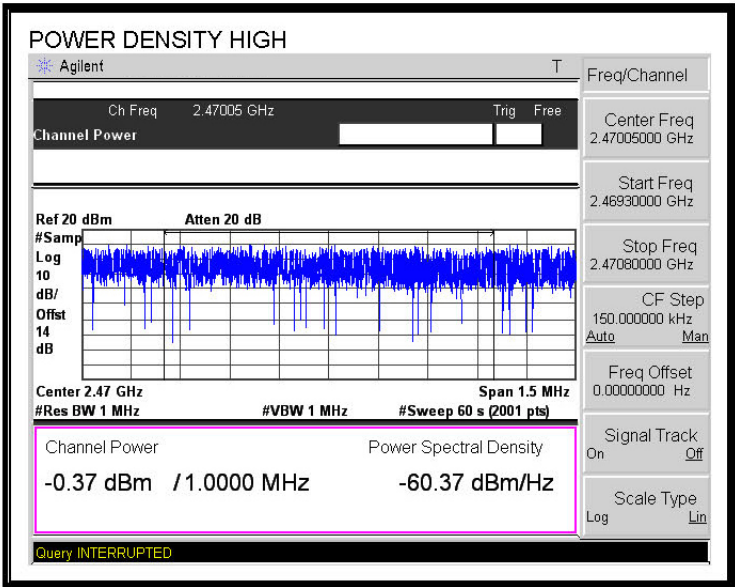 POWER DENSITY HIGH
Agilent T
Ch Freq 2.47005 GHz Trig Free
Channel Power
Ref 20 dBm Atten 20 dB
#Samp
Log
10
dB/
Offst
14
dB
Center 2.47 GHz Span 1.5 MHz
#Res BW 1 MHz #VBW 1 MHz #Sweep 60 s (2001 pts)
Channel Power Power Spectral Density
-0.37 dBm /1.0000 MHz -60.37 dBm/Hz
Query INTERRUPTED
Freq/Channel
Center Freq
2.47005000 GHz
Start Freq
2.46930000 GHz
Stop Freq
2.47080000 GHz
CF Step
150.000000 kHz
Auto Man
Freq Offset
0.00000000 Hz
Signal Track
On Off
Scale Type
Log Lin